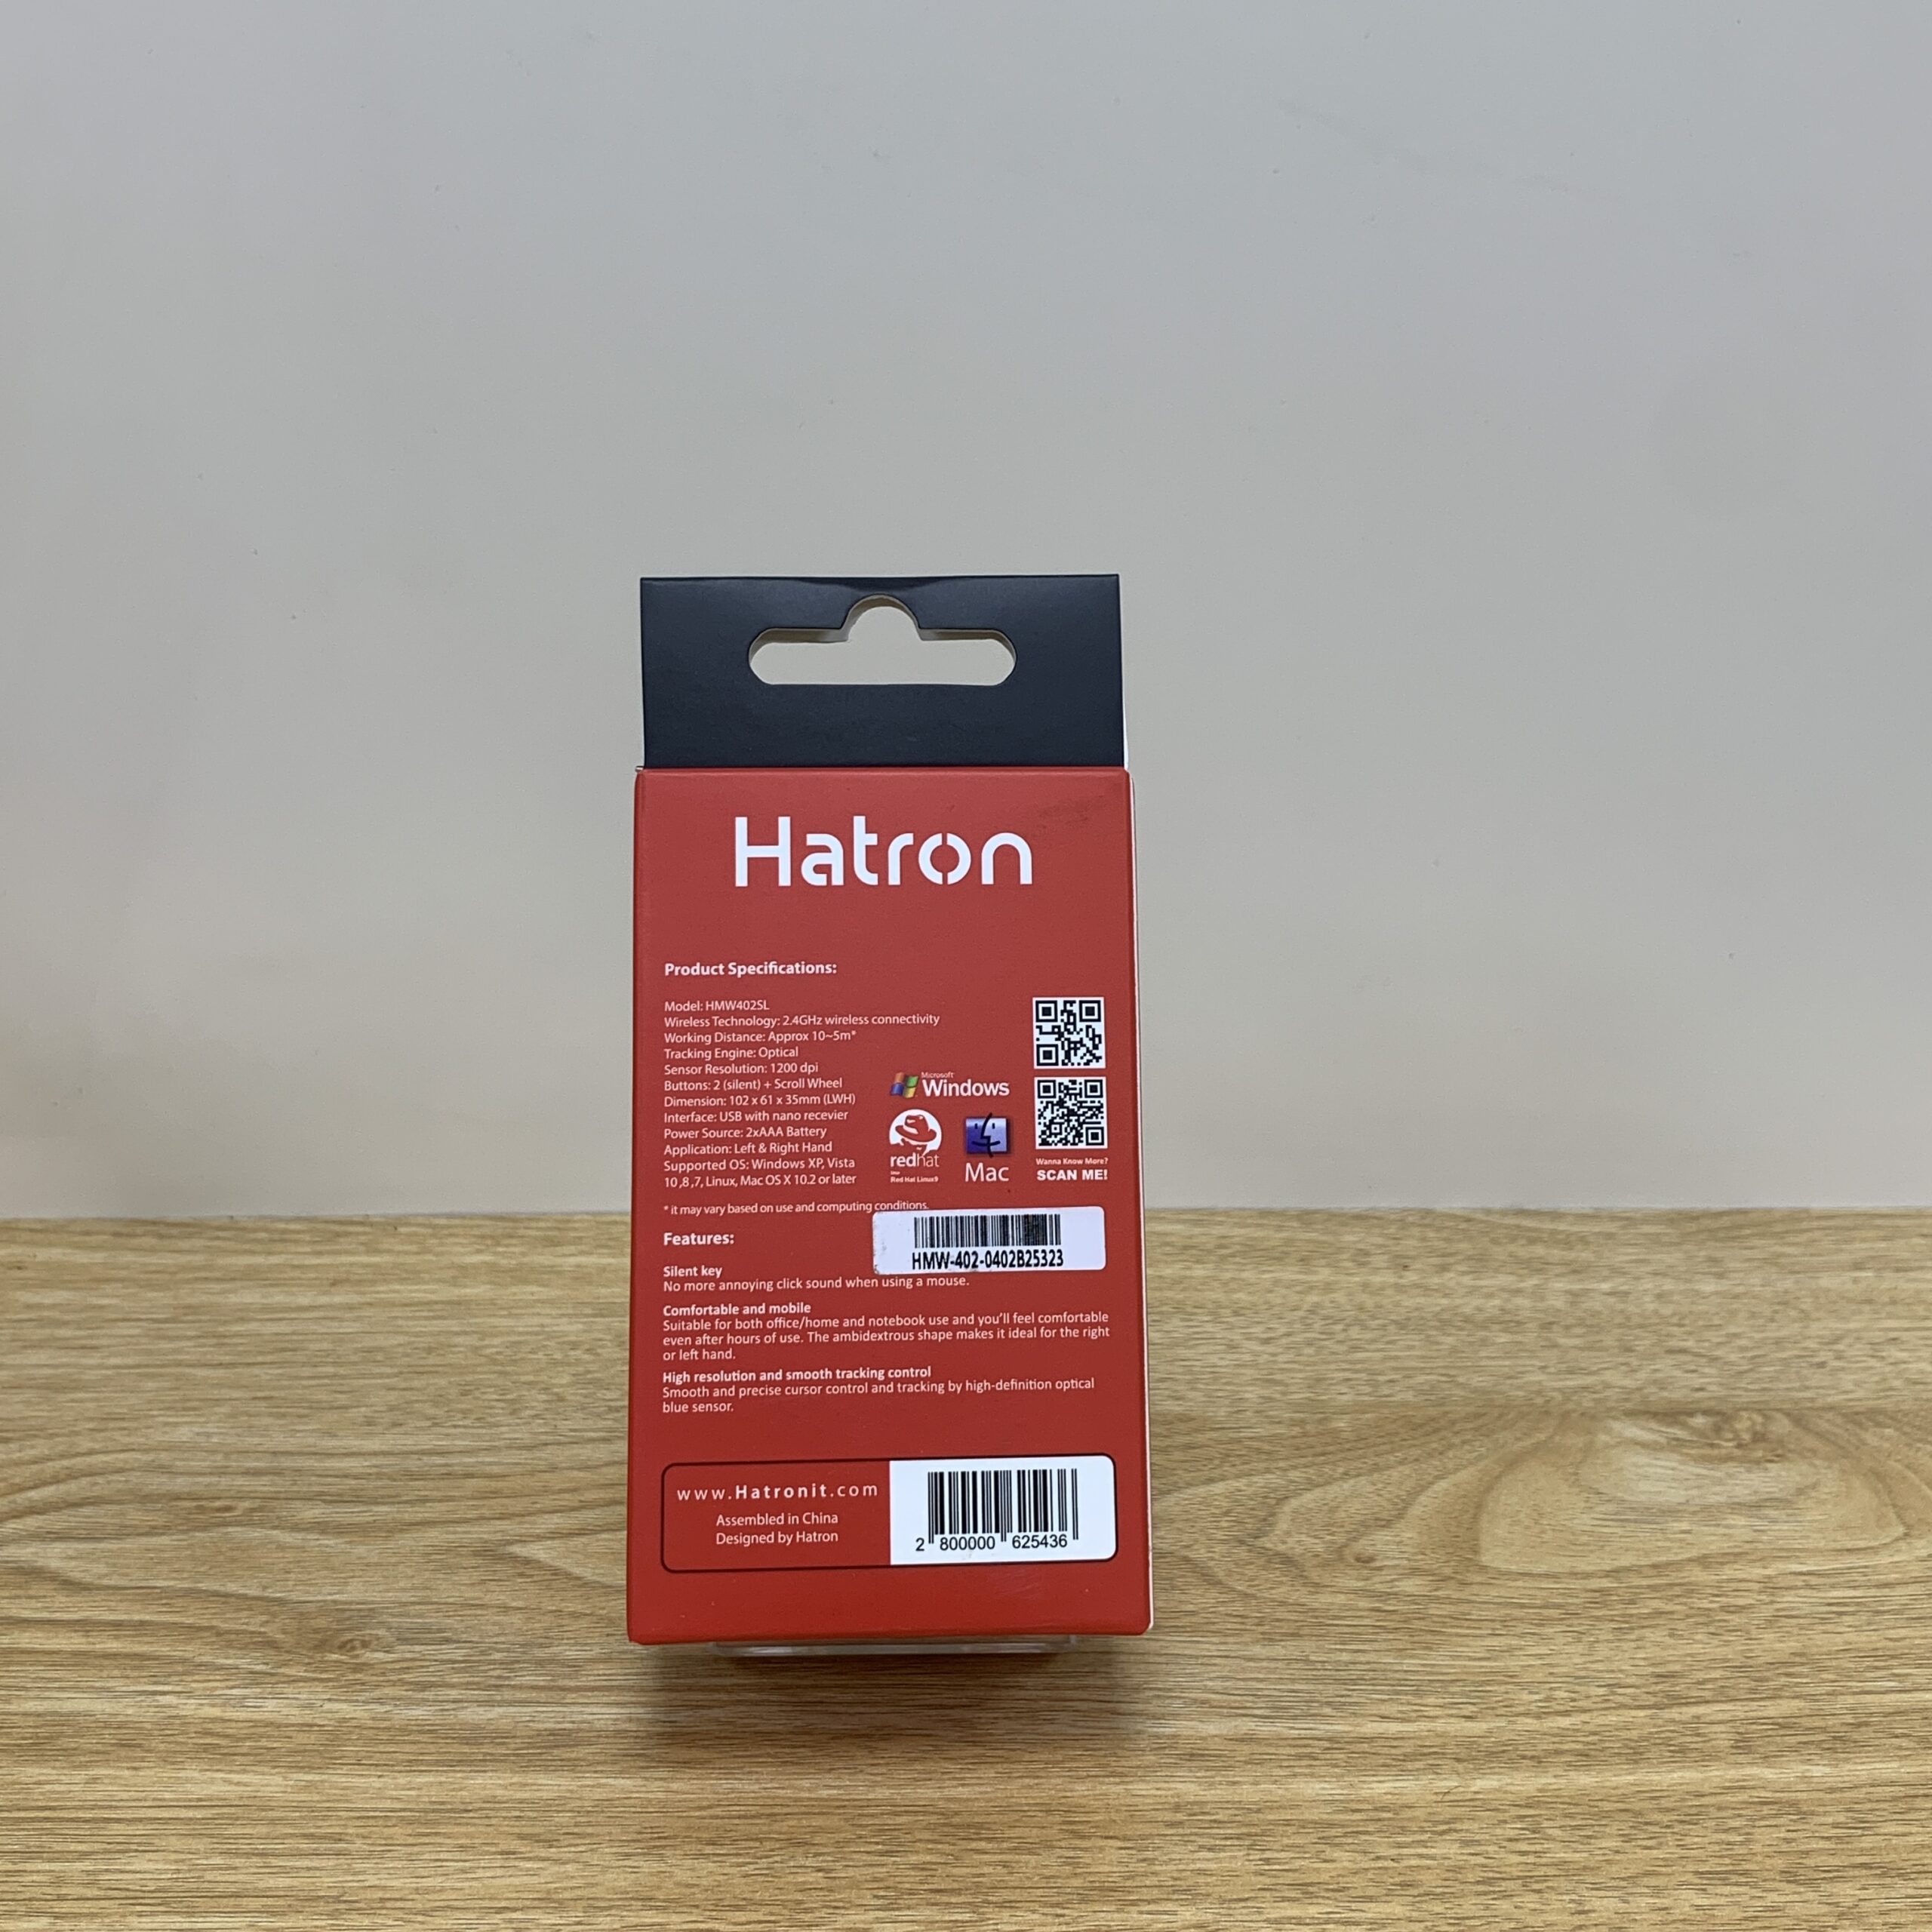 Hatron
Product Specifications:
Model: HMW402SL
Wireless Technology: 2.4GHz wireless connectivity
Working Distance: Approx 10~5m*
Tracking Engine: Optical
Sensor Resolution: 1200 dpi
Buttons: 2 (silent) + Scroll Wheel
Dimension: 102 x 61 x 35mm (LWH)
Interface: USB with nano recevier
Power Source: 2xAAA Battery
Application: Left & Right Hand
Supported OS: Windows XP, Vista
10 ,8 ,7, Linux, Mac OS X 10.2 or later
Microsoft
Windows
redhat
Red Hat Linux9
Mac
Wanna Know More?
SCAN ME!
* it may vary based on use and computing conditions.
HMW-402-0402B25323
Features:
Silent key
No more annoying click sound when using a mouse.
Comfortable and mobile
Suitable for both office/home and notebook use and you'll feel comfortable
even after hours of use. The ambidextrous shape makes it ideal for the right
or left hand.
High resolution and smooth tracking control
Smooth and precise cursor control and tracking by high-definition optical
blue sensor.
www.Hatronit.com
Assembled in China
Designed by Hatron
2 800000 625436